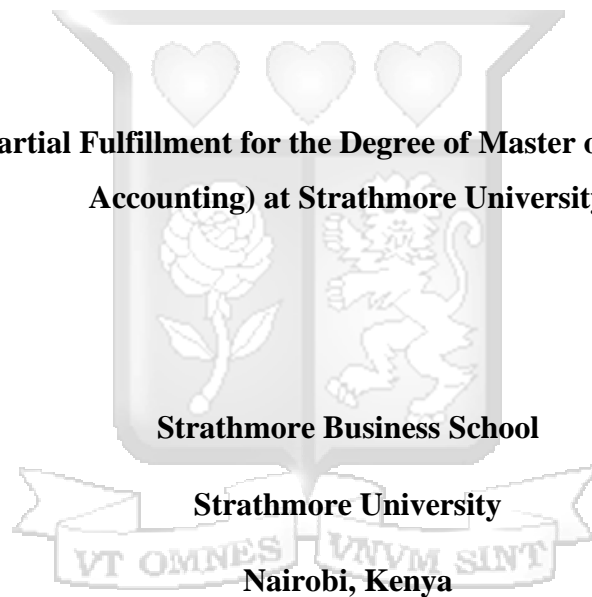 artial Fulfillment for the Degree of Master o
Accounting) at Strathmore University
Strathmore Business School
Strathmore University
VT OMNES VNVM SINT
Nairobi, Kenya